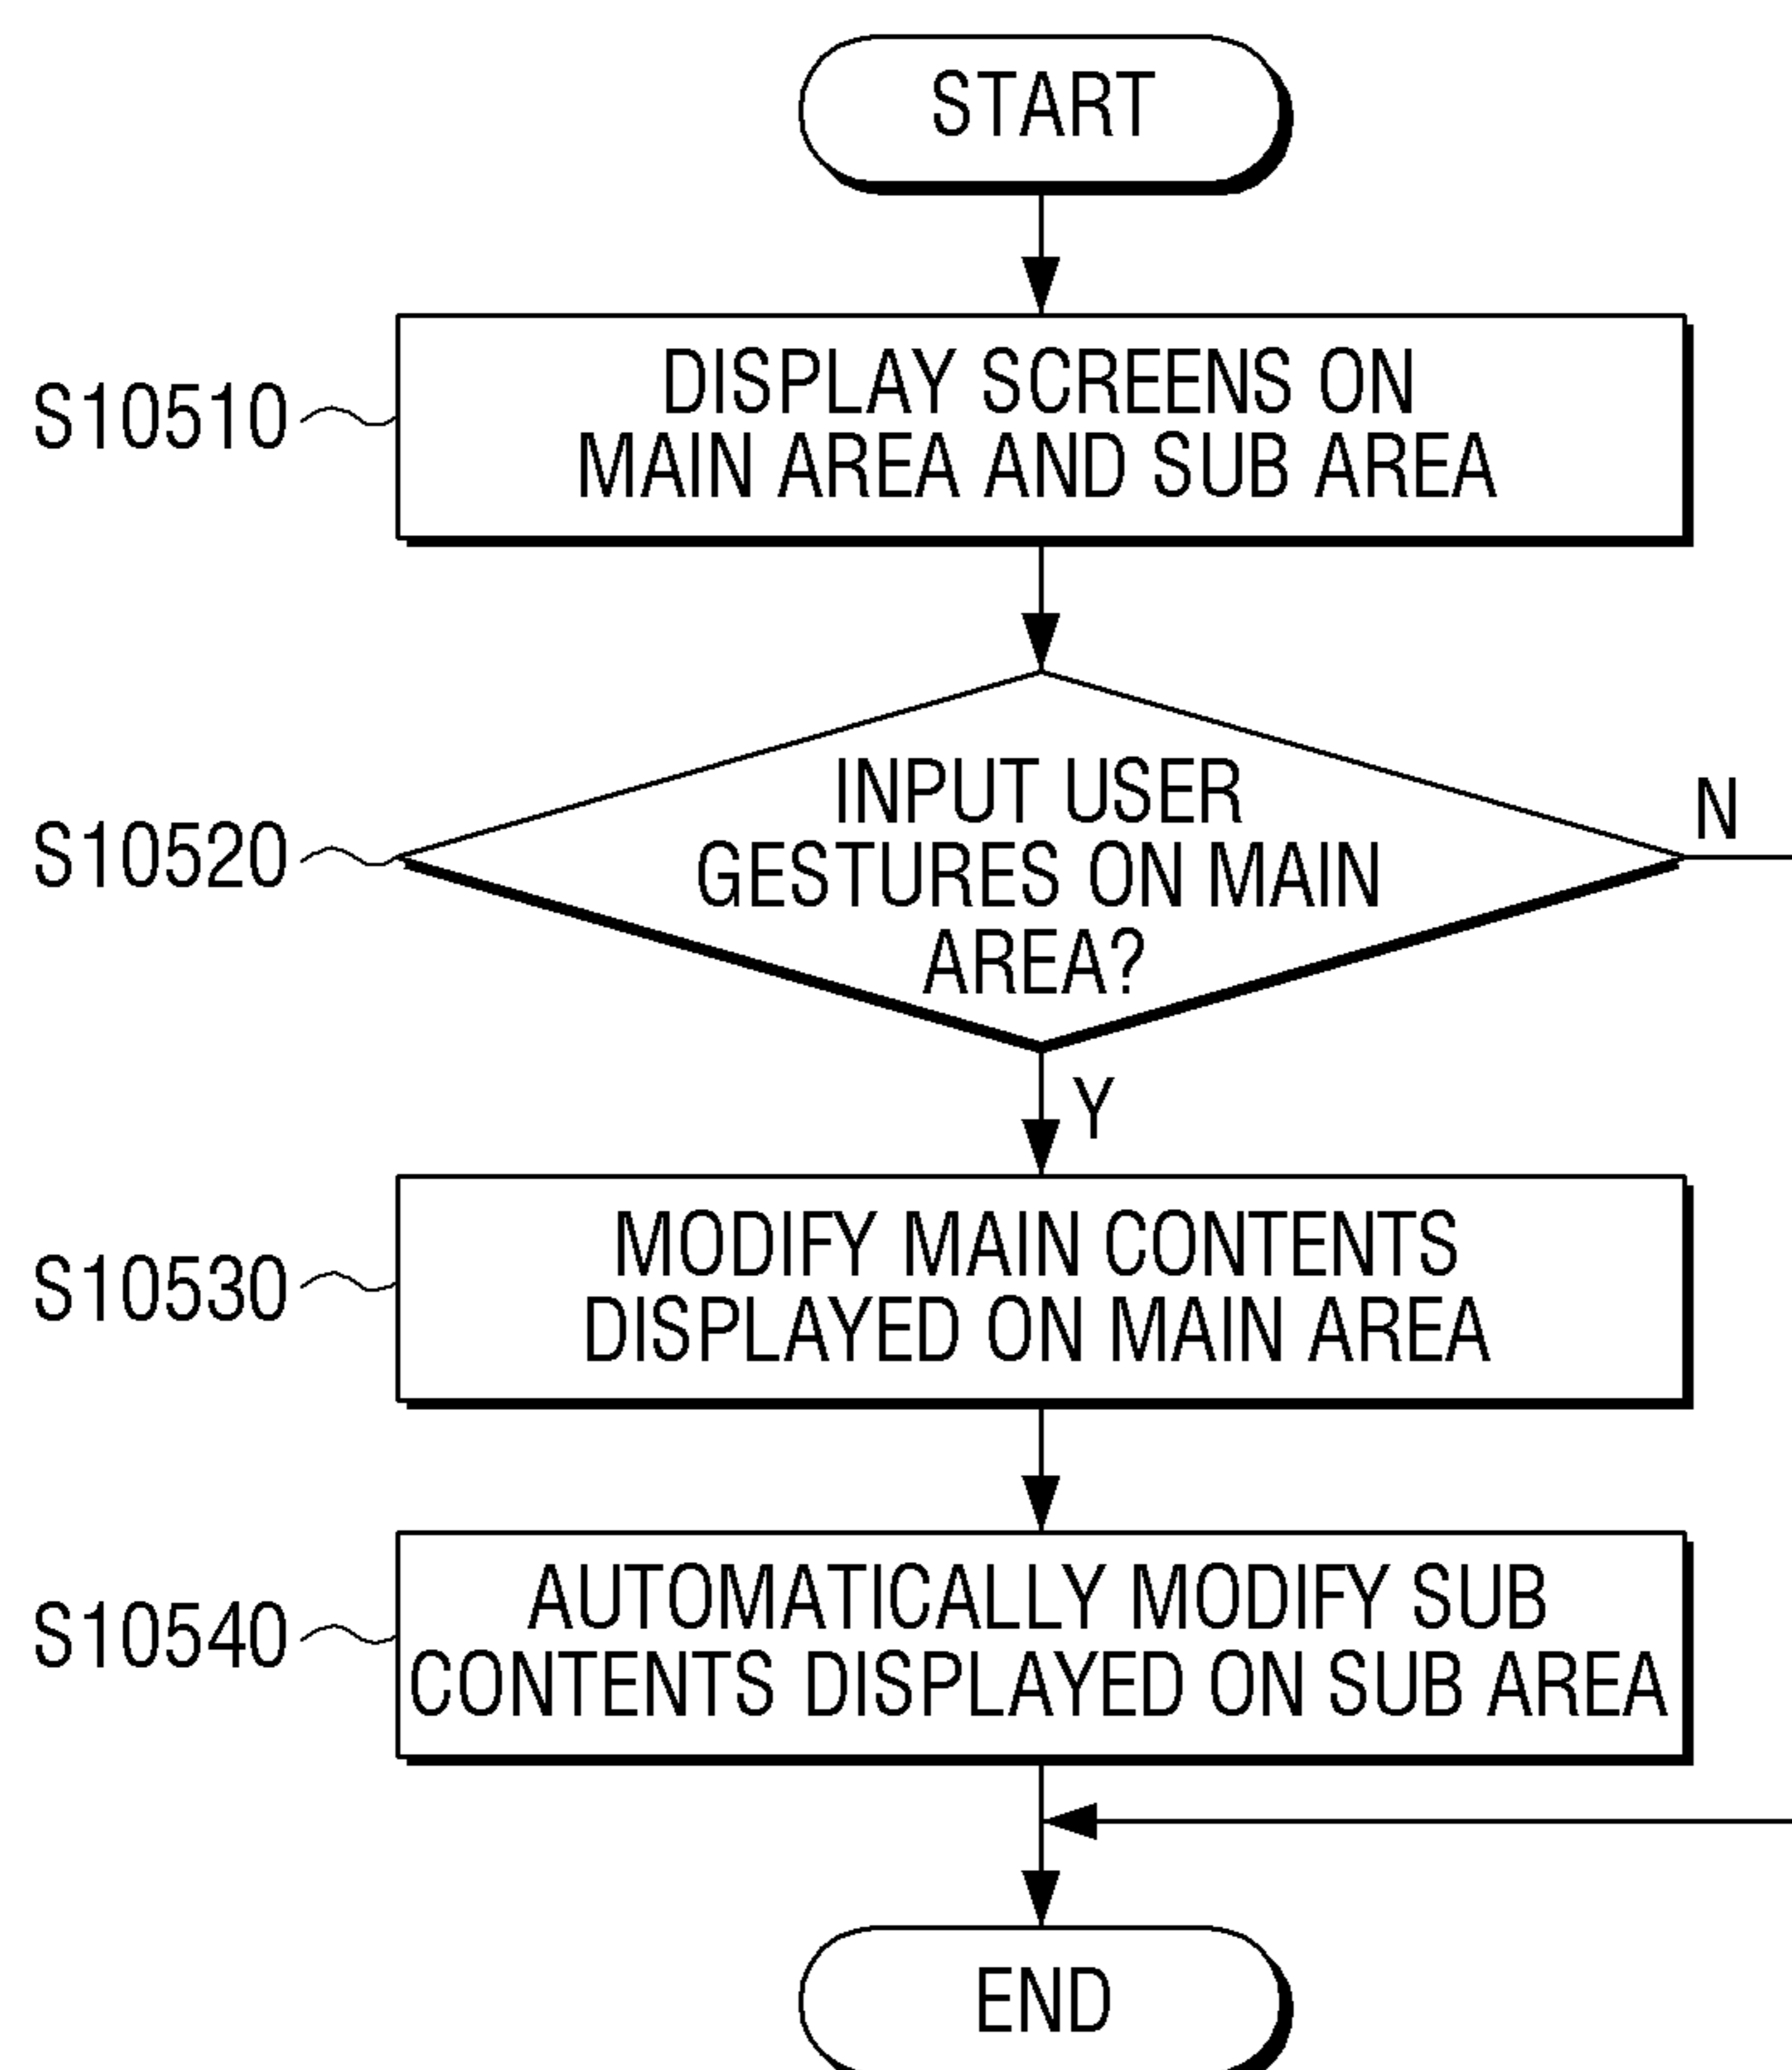 START
S10510
DISPLAY SCREENS ON
MAIN AREA AND SUB AREA
S10520
INPUT USER
GESTURES ON MAIN
AREA?
N
Y
S10530
MODIFY MAIN CONTENTS
DISPLAYED ON MAIN AREA
S10540
AUTOMATICALLY MODIFY SUB
CONTENTS DISPLAYED ON SUB AREA
END